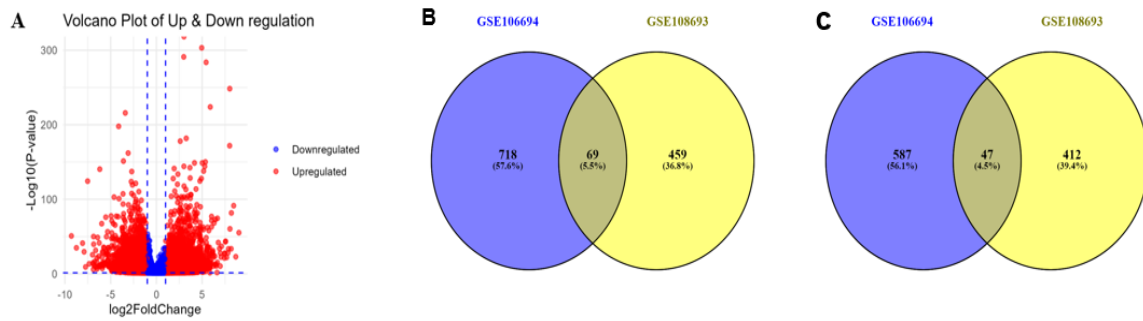 A
Volcano Plot of Up & Down regulation
300
200
100
0
-Log10(P-value)
-10
-5
0
5
log2FoldChange
Downregulated
Upregulated
B
GSE106694
GSE108693
718
(57.6%)
69
(5.5%)
459
(36.8%)
C
GSE106694
GSE108693
587
(56.1%)
47
(4.5%)
412
(39.4%)